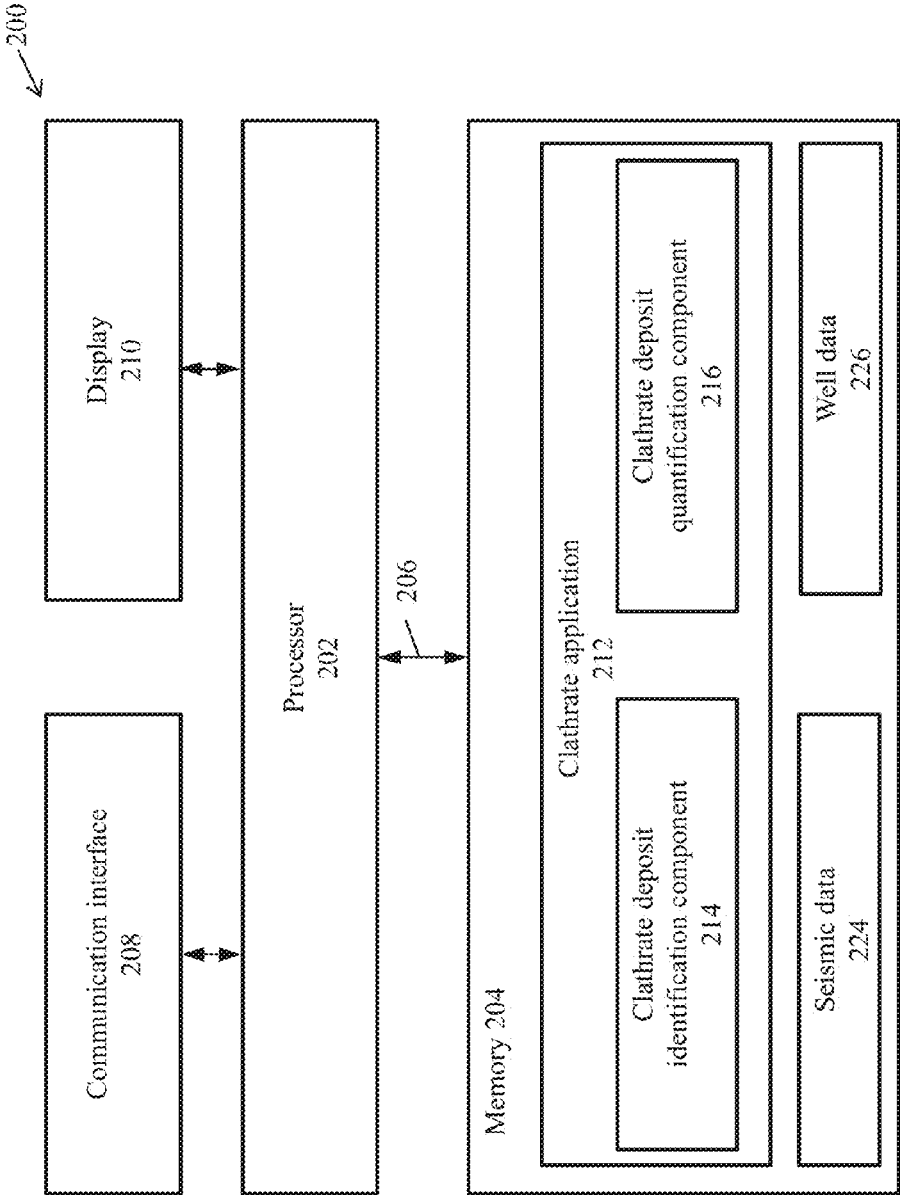 200
Communication interface
208
Display
210
Processor
202
206
Memory 204
Clathrate application
212
Clathrate deposit
identification component
214
Clathrate deposit
quantification component
216
Seismic data
224
Well data
226